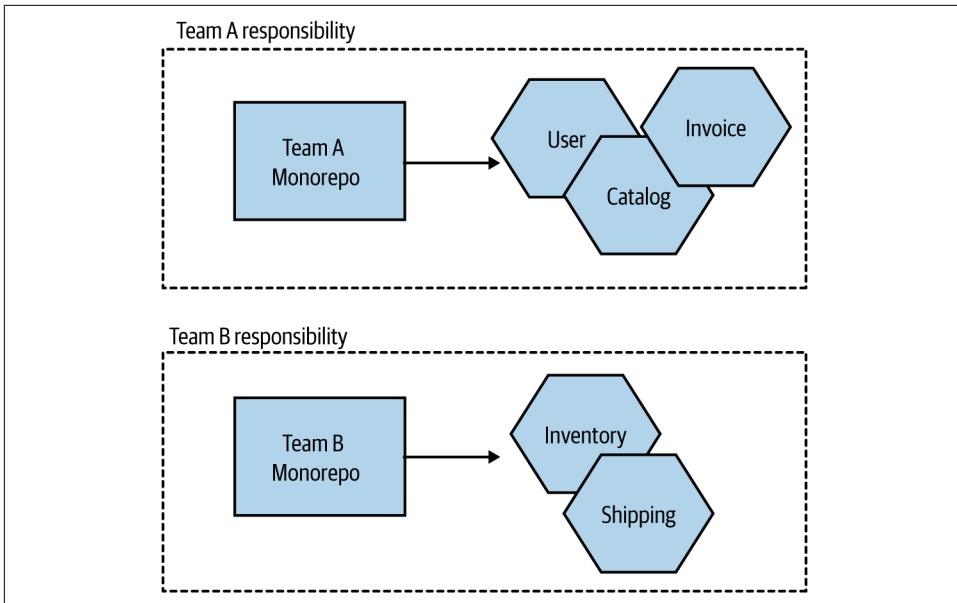 Team A responsibility
Team A
Monorepo
User
Invoice
Catalog
Team B responsibility
Team B
Monorepo
Inventory
Shipping